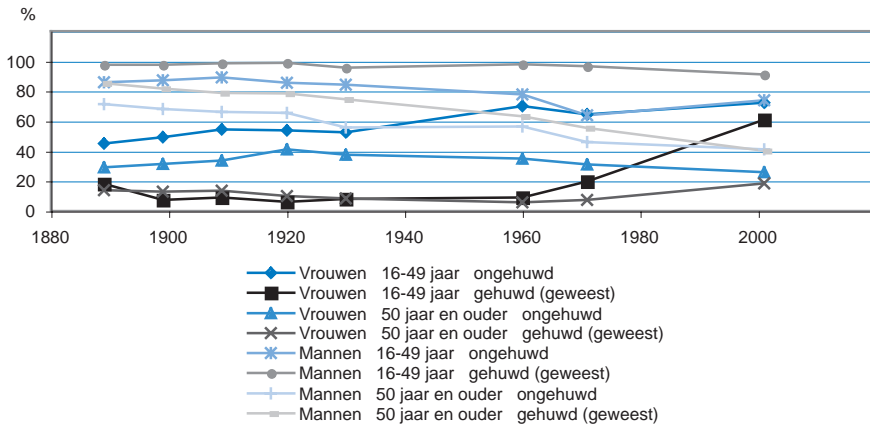 %
100
80
60
40
20
0
1880 1900 1920 1940 1960 1980 2000
Vrouwen 16-49 jaar ongehuwd
Vrouwen 16-49 jaar gehuwd (geweest)
Vrouwen 50 jaar en ouder ongehuwd
Vrouwen 50 jaar en ouder gehuwd (geweest)
Mannen 16-49 jaar ongehuwd
Mannen 16-49 jaar gehuwd (geweest)
Mannen 50 jaar en ouder ongehuwd
Mannen 50 jaar en ouder gehuwd (geweest)